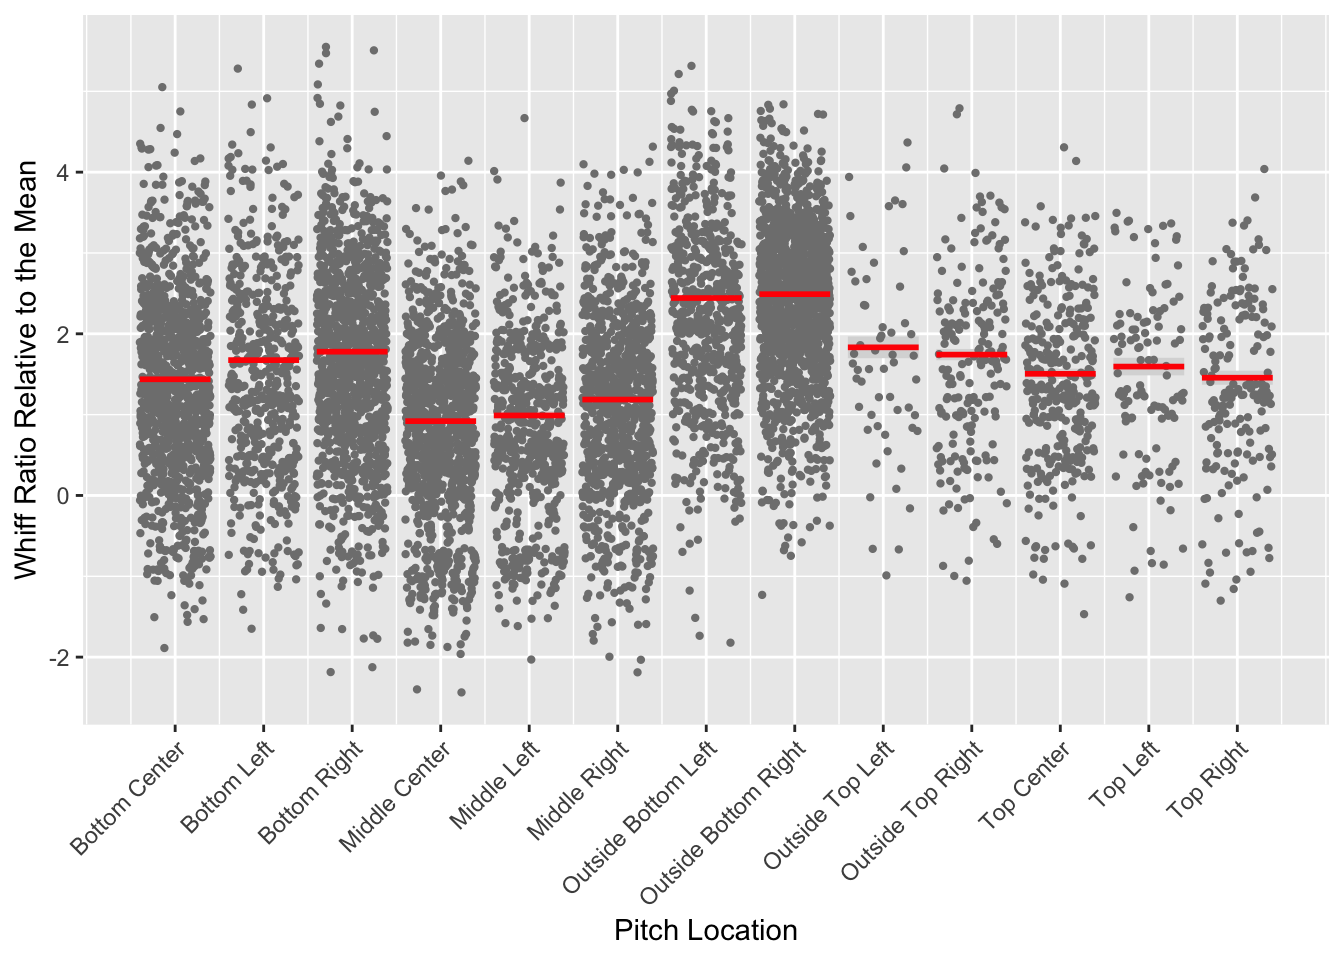 Whiff Ratio Relative to the Mean
4
2
0
-2
Bottom Center
Bottom Left
Bottom Right
Middle Center
Middle Left
Middle Right
Outside Bottom Left
Outside Bottom Right
Outside Top Left
Outside Top Right
Top Center
Top Left
Top Right
Pitch Location